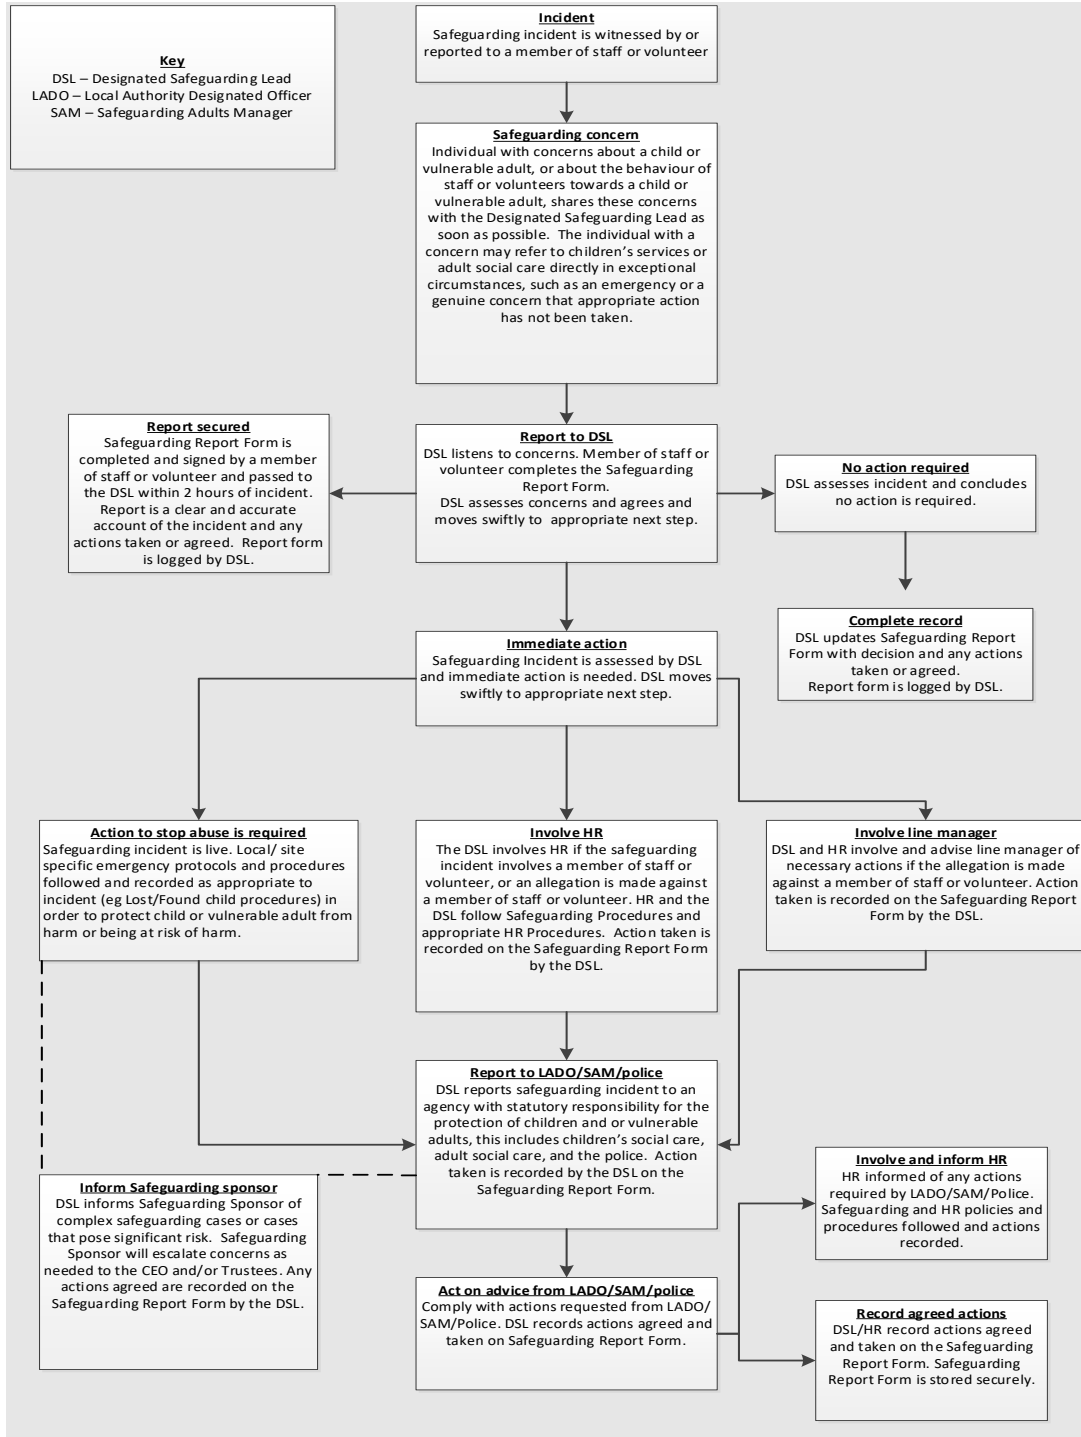 Key
DSL – Designated Safeguarding Lead
LADO – Local Authority Designated Officer
SAM – Safeguarding Adults Manager
Incident
Safeguarding incident is witnessed by or
reported to a member of staff or volunteer
Safeguarding concern
Individual with concerns about a child or
vulnerable adult, or about the behaviour of
staff or volunteers towards a child or
vulnerable adult, shares these concerns
with the Designated Safeguarding Lead as
soon as possible.  The individual with a
concern may refer to children’s services or
adult social care directly in exceptional
circumstances, such as an emergency or a
genuine concern that appropriate action
has not been taken.
Report secured
Safeguarding Report Form is
completed and signed by a member
of staff or volunteer and passed to
the DSL within 2 hours of incident.
Report is a clear and accurate
account of the incident and any
actions taken or agreed.  Report form
is logged by DSL.
Report to DSL
DSL listens to concerns. Member of staff or
volunteer completes the Safeguarding
Report Form.
DSL assesses concerns and agrees and
moves swiftly to  appropriate next step.
No action required
DSL assesses incident and concludes
no action is required.
Complete record
DSL updates Safeguarding Report
Form with decision and any actions
taken or agreed.
Report form is logged by DSL.
Immediate action
Safeguarding Incident is assessed by DSL
and immediate action is needed. DSL moves
swiftly to appropriate next step.
Action to stop abuse is required
Safeguarding incident is live. Local/ site
specific emergency protocols and procedures
followed and recorded as appropriate to
incident (eg Lost/Found child procedures) in
order to protect child or vulnerable adult from
harm or being at risk of harm.
Involve HR
The DSL involves HR if the safeguarding
incident involves a member of staff or
volunteer, or an allegation is made against
a member of staff or volunteer. HR and the
DSL follow Safeguarding Procedures and
appropriate HR Procedures.  Action taken is
recorded on the Safeguarding Report Form
by the DSL.
Involve line manager
DSL and HR involve and advise line manager of
necessary actions if the allegation is made
against a member of staff or volunteer. Action
taken is recorded on the Safeguarding Report
Form by the DSL.
Report to LADO/SAM/police
DSL reports safeguarding incident to an
agency with statutory responsibility for the
protection of children and or vulnerable
adults, this includes children’s social care,
adult social care, and the police.  Action
taken is recorded by the DSL on the
Safeguarding Report Form.
Inform Safeguarding sponsor
DSL informs Safeguarding Sponsor of
complex safeguarding cases or cases
that pose significant risk.  Safeguarding
Sponsor will escalate concerns as
needed to the CEO and/or Trustees. Any
actions agreed are recorded on the
Safeguarding Report Form by the DSL.
Involve and inform HR
HR informed of any actions
required by LADO/SAM/Police.
Safeguarding and HR policies and
procedures followed and actions
recorded.
Act on advice from LADO/SAM/police
Comply with actions requested from LADO/
SAM/Police. DSL records actions agreed and
taken on Safeguarding Report Form.
Record agreed actions
DSL/HR record actions agreed
and taken on the Safeguarding
Report Form. Safeguarding
Report Form is stored securely.